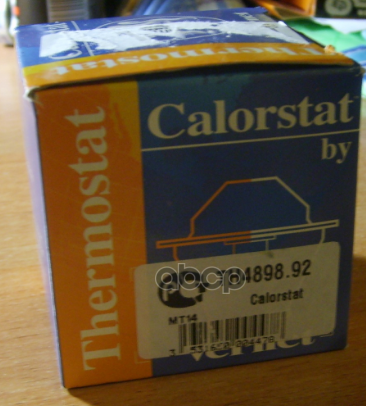 Thermostat
Thermostat
Calorstat
by
TH4898.92
Calorstat
MT14
Vernet